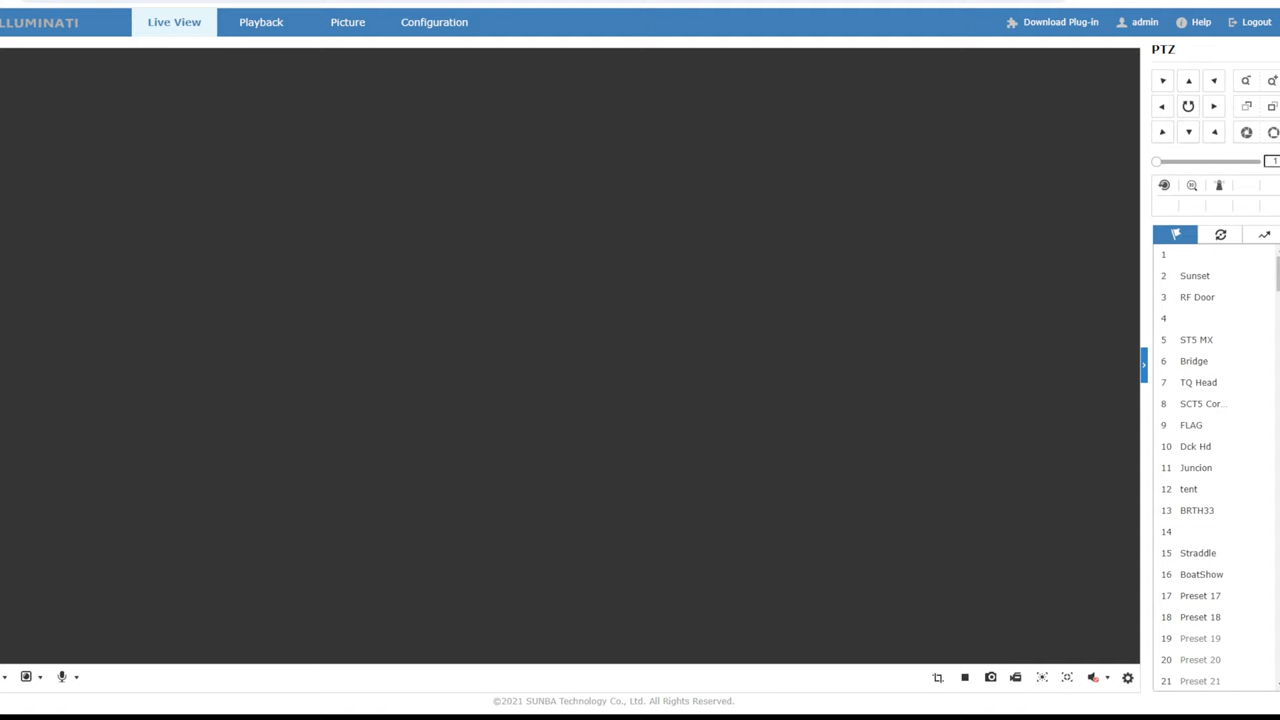 LLUMINATI
Live View
Playback
Picture
Configuration
Download Plug-in
admin
Help
Logout
PTZ
1
1
2 Sunset
3 RF Door
4
5 ST5 MX
6 Bridge
7 TQ Head
8 SCT5 Cor...
9 FLAG
10 Dck Hd
11 Juncion
12 tent
13 BRTH33
14
15 Straddle
16 BoatShow
17 Preset 17
18 Preset 18
19 Preset 19
20 Preset 20
21 Preset 21
©2021 SUNBA Technology Co., Ltd. All Rights Reserved.